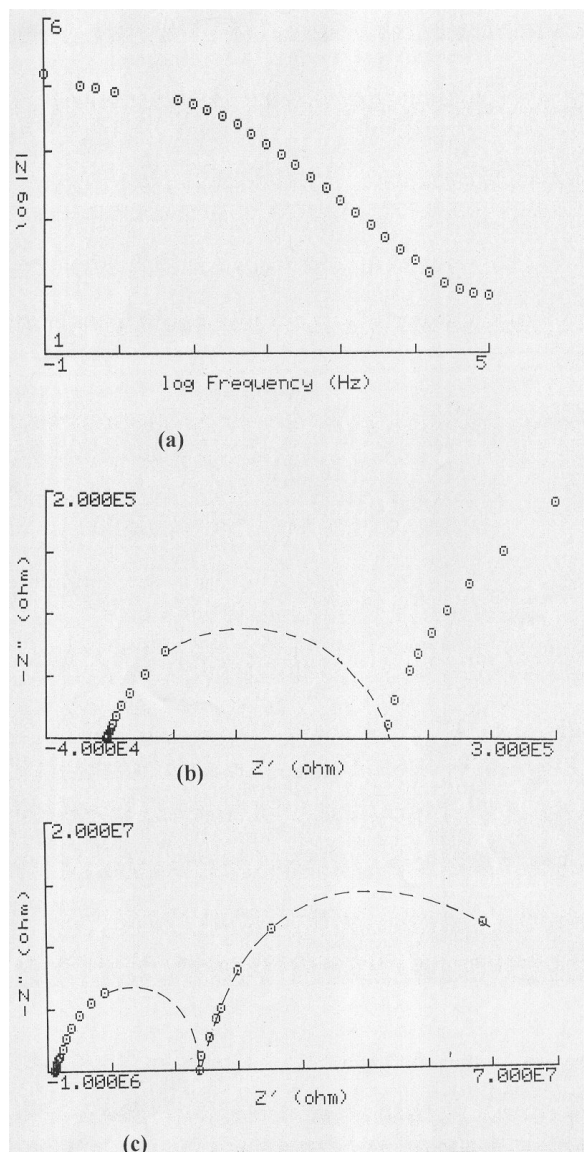 6
log |Z|
1
-1
5
log Frequency (Hz)
(a)
2.000E5
-Z" (ohm)
-4.000E4
3.000E5
Z' (ohm)
(b)
2.000E7
-Z" (ohm)
-1.000E6
7.000E7
Z' (ohm)
(c)